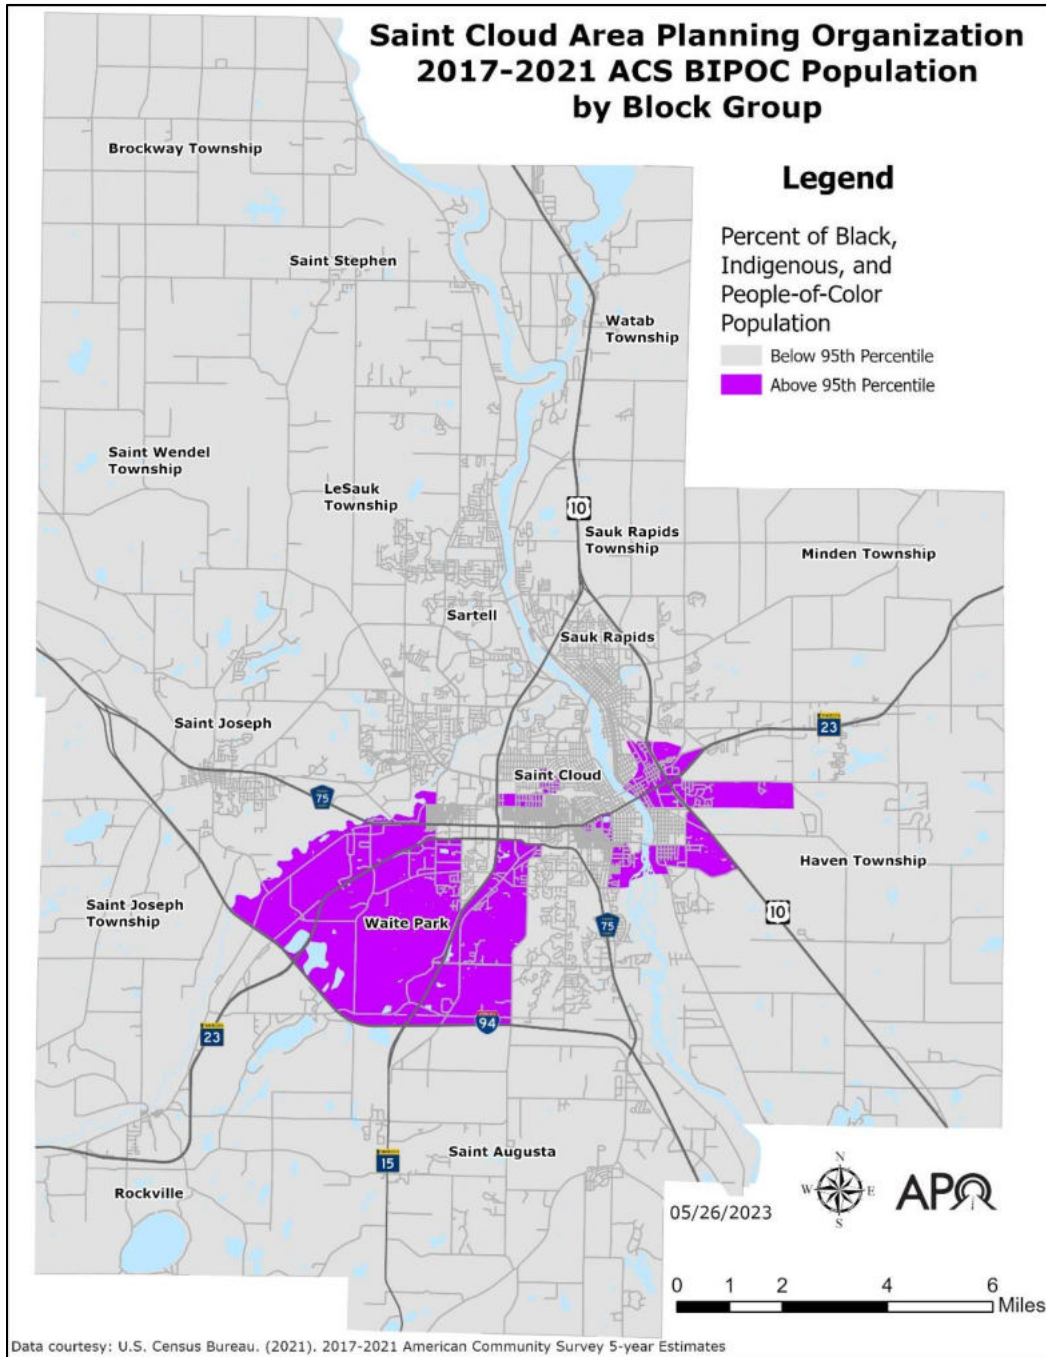 Saint Cloud Area Planning Organization
2017-2021 ACS BIPOC Population
by Block Group
Legend
Percent of Black,
Indigenous, and
People-of-Color
Population
Below 95th Percentile
Above 95th Percentile
Brockway Township
Saint Stephen
Watab
Township
Saint Wendel
Township
LeSauk
Township
10
Sauk Rapids
Township
Minden Township
Sartell
Sauk Rapids
Saint Joseph
23
Saint Cloud
75
Haven Township
Saint Joseph
Township
Waite Park
10
75
23
94
Saint Augusta
15
Rockville
N
W
E
S
APO
05/26/2023
0 1 2 4 6
Miles
Data courtesy: U.S. Census Bureau. (2021). 2017-2021 American Community Survey 5-year Estimates